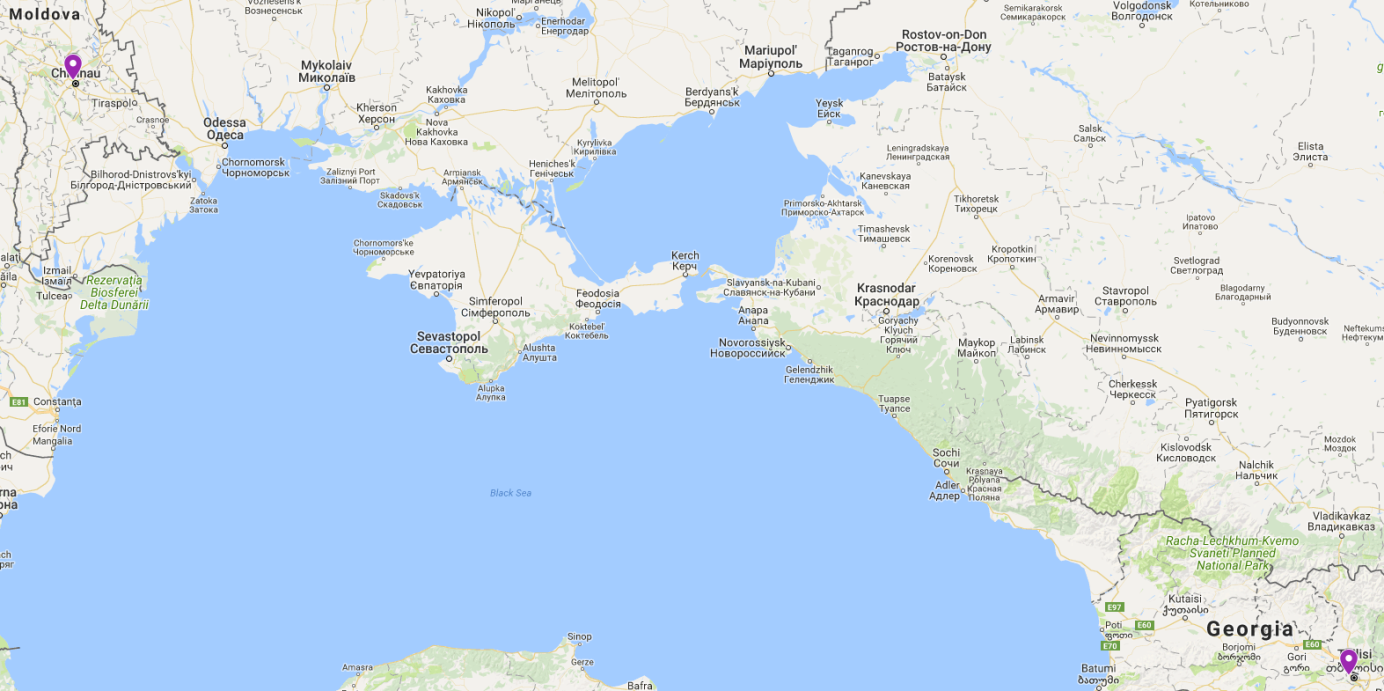 Moldova
Voznesens'k
Вознесенськ
Nikopol'
Нікополь
Марганець
Enerhodar
Енергодар
Semikarakorsk
Семикаракорск
Volgodonsk
Волгодонск
Котельниково
Rostov-on-Don
Ростов-на-Дону
Taganrog
Таганрог
Mariupol'
Маріуполь
Bataysk
Батайск
Mykolaiv
Миколаїв
Melitopol'
Мелітополь
Berdyans'k
Бердянськ
Kakhovka
Каховка
Kherson
Херсон
Nova
Kakhovka
Нова Каховка
Tiraspol
Crasnoe
Odessa
Одеса
Yeysk
Ейск
Salsk
Сальск
Elista
Элиста
Leningradskaya
Ленинградская
Kyrylivka
Кирилівка
Heniches'k
Генічеськ
Chornomorsk
Чорноморськ
Zaliznyi Port
Залізний Порт
Armiansk
Армянськ
Bilhorod-Dnistrovs'kyi
Білгород-Дністровський
Zatoka
Затока
Skadovs'k
Скадовськ
Kanevskaya
Каневская
Primorsko-Akhtarsk
Приморско-Ахтарск
Tikhoretsk
Тихорецк
Timashevsk
Тимашевск
Ipatovo
Ипатово
Chornomors'ke
Чорноморське
Kerch
Керч
Korenovsk
Кореновск
Kropotkin
Кропоткин
Svetlograd
Светлоград
Izmail
Ізмаїл
Tulcea
Rezervația
Biosferei
Delta Dunării
Yevpatoriya
Євпаторія
Simferopol
Сімферополь
Feodosia
Феодосія
Slavyansk-na-Kubani
Славянск-на-Кубани
Krasnodar
Краснодар
Armavir
Армавир
Stavropol
Ставрополь
Blagodarny
Благодарный
Anapa
Анапа
Goryachy
Klyuch
Горячий
Ключ
Koktebel'
Коктебель
Sevastopol
Севастополь
Alushta
Алушта
Novorossiysk
Новороссийск
Maykop
Майкоп
Labinsk
Лабинск
Nevinnomyssk
Невинномысск
Budyonnovsk
Буденновск
Neftekums
Нефтекум
Gelendzhik
Геленджик
Alupka
Алупка
Cherkessk
Черкесск
E81
Constanța
Tuapse
Туапсе
Pyatigorsk
Пятигорск
Eforie Nord
Mangalia
Kislovodsk
Кисловодск
Mozdok
Моздок
Sochi
Сочи
Krasnaya
Polyana
Красная
Поляна
Adler
Адлер
Nalchik
Нальчик
Black Sea
Vladikavkaz
Владикавказ
Racha-Lechkhum-Kvemo
Svaneti Planned
National Park
Kutaisi
ქუთაისი
E97
Poti
ფოთი
E60
E70
Georgia
E60
Borjomi
ბორჯომი
Gori
გორი
Sinop
Gerze
Bafra
Amasra
Batumi
ბათუმი